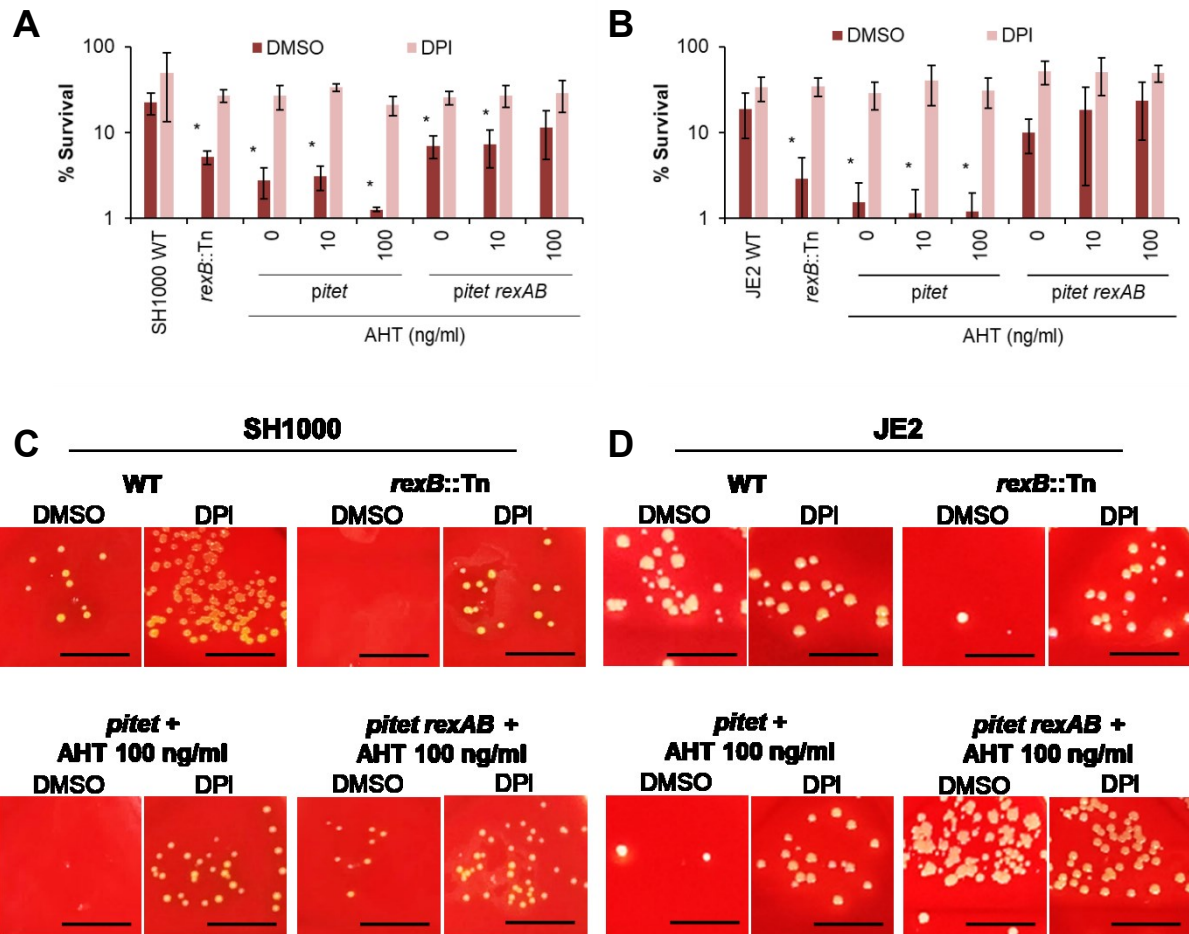 A
DMSO
DPI
% Survival
100
10
1
*
*
*
*
*
*
SH1000 WT
rexB::Tn
0
10
100
0
10
100
pitet
pitet rexAB
AHT (ng/ml)
B
DMSO
DPI
% Survival
100
10
1
*
*
*
*
JE2 WT
rexB::Tn
0
10
100
0
10
100
pitet
pitet rexAB
AHT (ng/ml)
C
SH1000
WT
rexB::Tn
DMSO
DPI
DMSO
DPI
pitet +
AHT 100 ng/ml
pitet rexAB +
AHT 100 ng/ml
DMSO
DPI
DMSO
DPI
D
JE2
WT
rexB::Tn
DMSO
DPI
DMSO
DPI
pitet +
AHT 100 ng/ml
pitet rexAB +
AHT 100 ng/ml
DMSO
DPI
DMSO
DPI